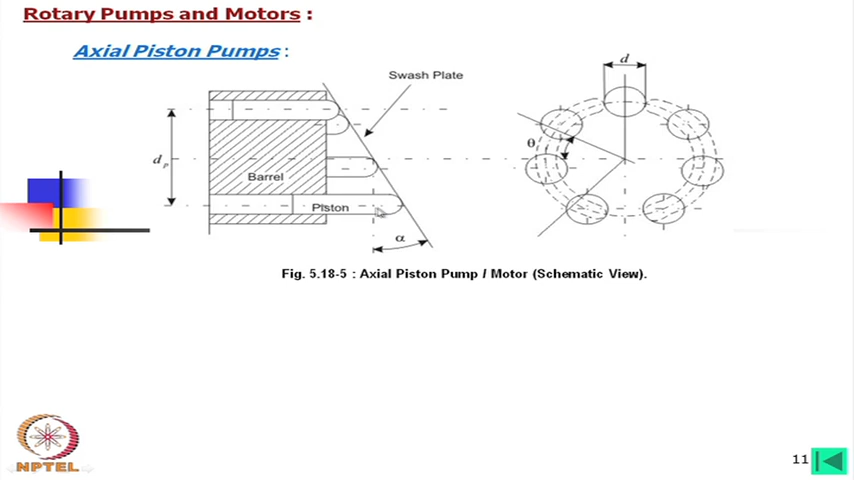 Rotary Pumps and Motors :
Axial Piston Pumps :
Swash Plate
d
θ
dp
Barrel
Piston
α
Fig. 5.18-5 : Axial Piston Pump / Motor (Schematic View).
NPTEL
11